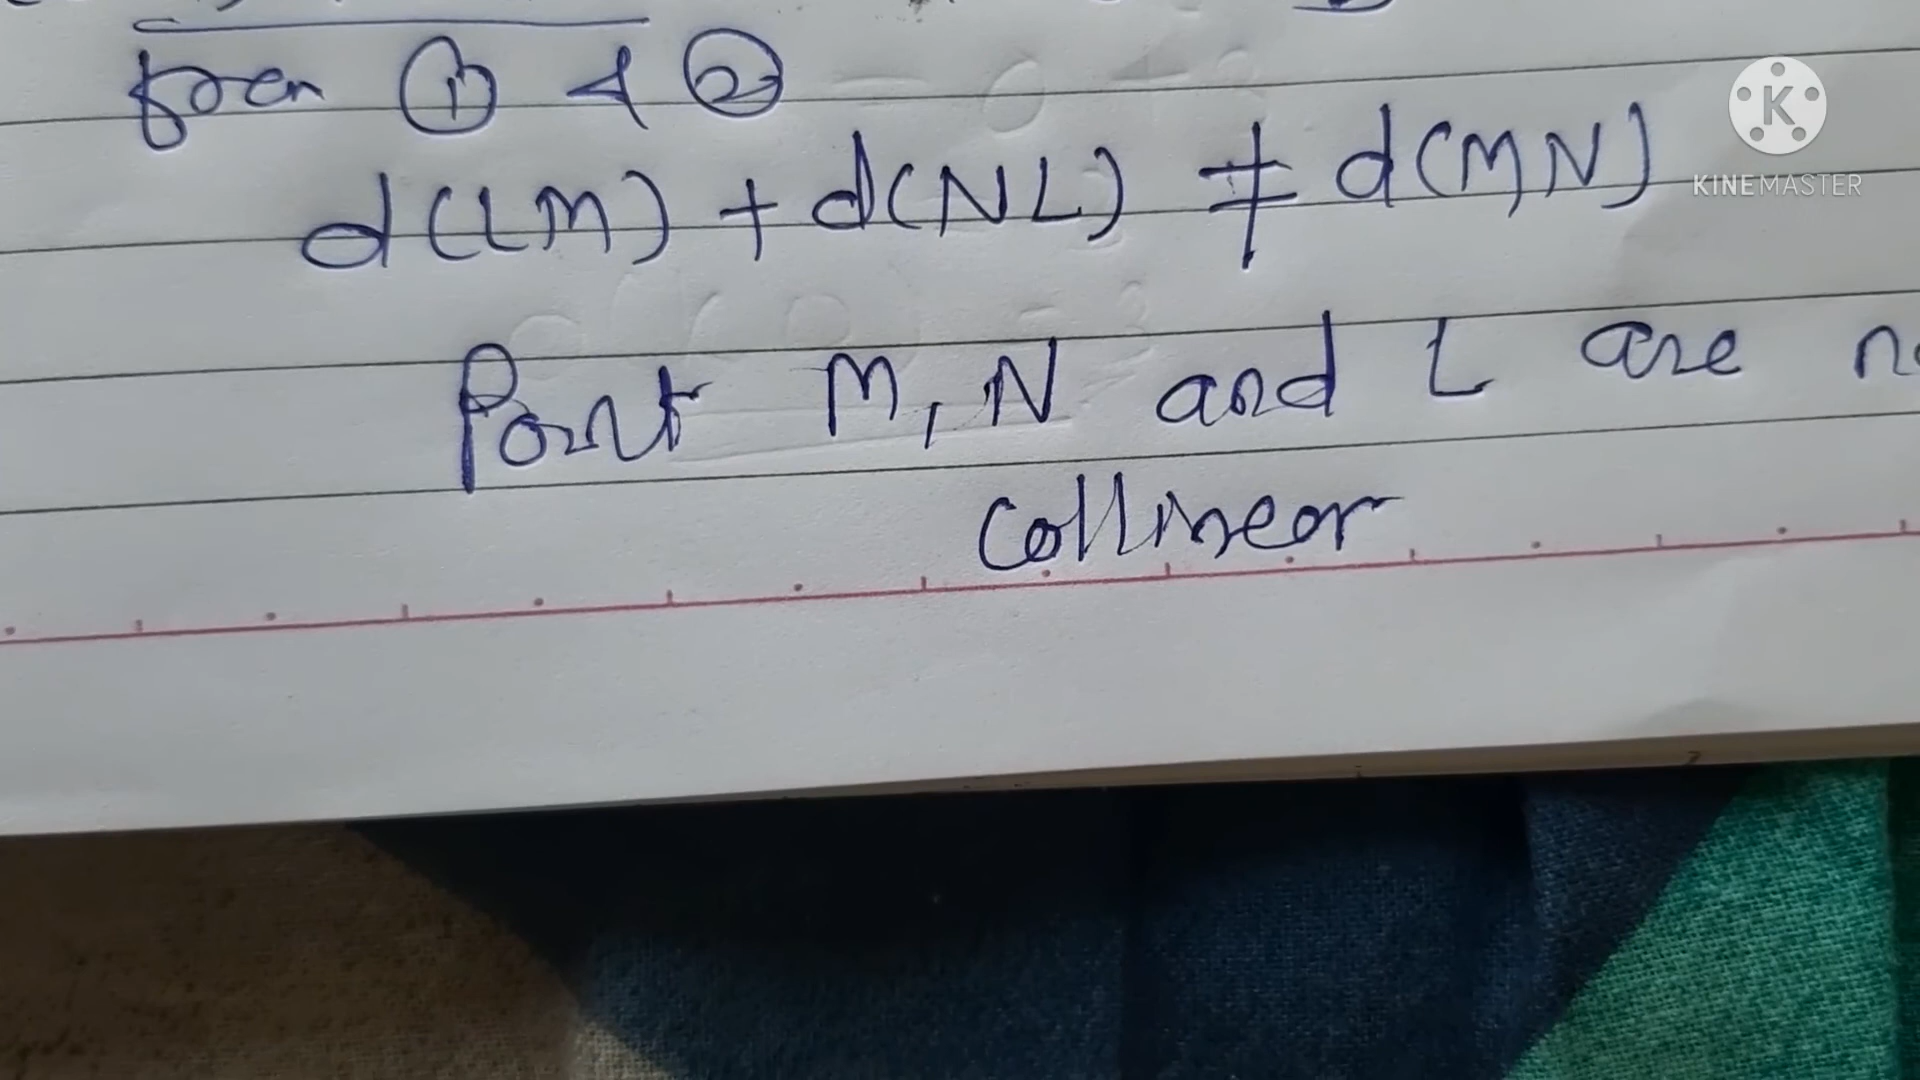 from ① & ②
d(LM) + d(NL) ≠ d(MN)
Point M, N and L are
Collinear
KINEMASTER